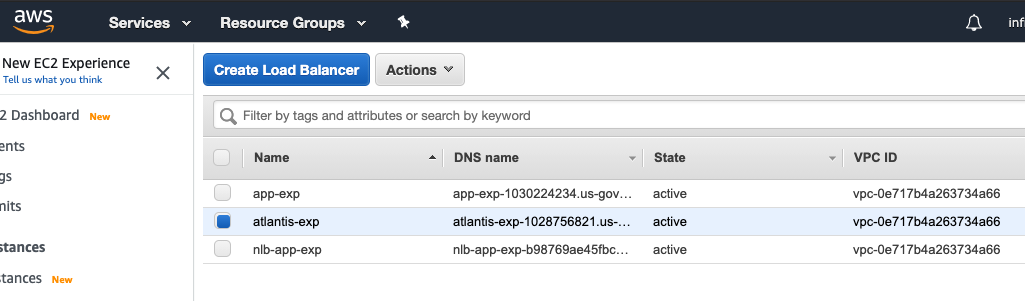 aws Services Resource Groups inf
New EC2 Experience
Tell us what you think
2 Dashboard New
ents
gs
mits
stances
stances New
Create Load Balancer Actions
Filter by tags and attributes or search by keyword
Name DNS name State VPC ID
app-exp app-exp-1030224234.us-gov... active vpc-0e717b4a263734a66
atlantis-exp atlantis-exp-1028756821.us-... active vpc-0e717b4a263734a66
nlb-app-exp nlb-app-exp-b98769ae45fbc... active vpc-0e717b4a263734a66